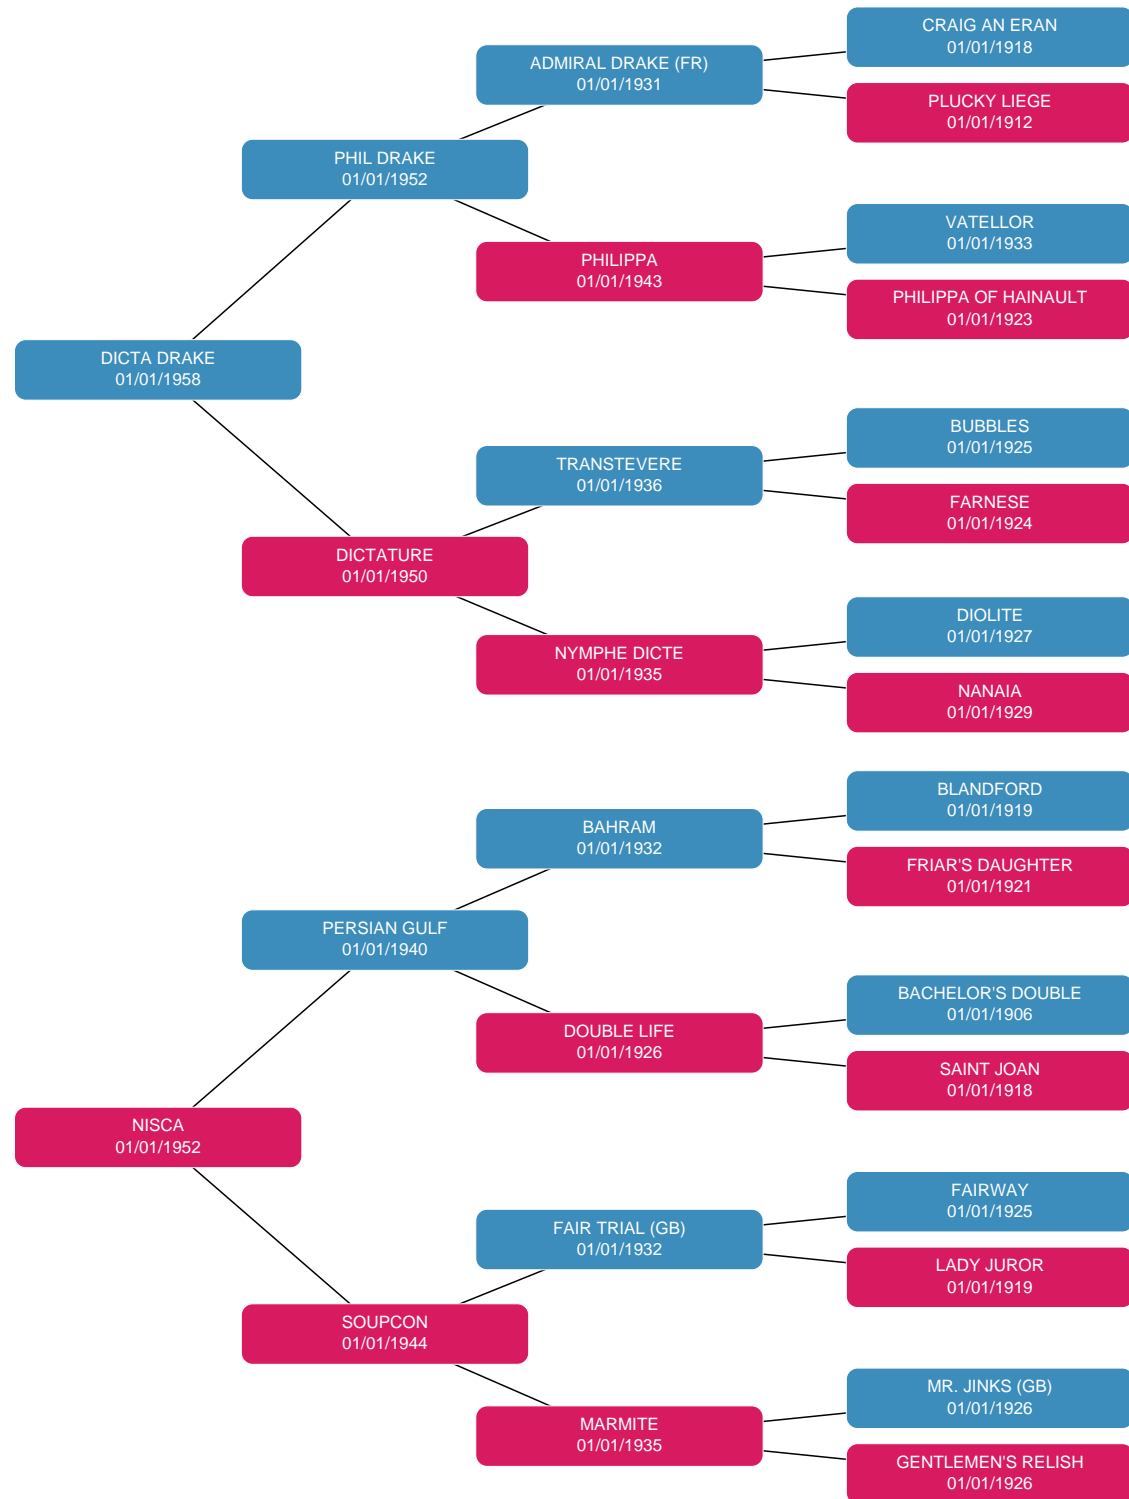 CRAIG AN ERAN
01/01/1918
ADMIRAL DRAKE (FR)
01/01/1931
PLUCKY LIEGE
01/01/1912
PHIL DRAKE
01/01/1952
VATELLOR
01/01/1933
PHILIPPA
01/01/1943
PHILIPPA OF HAINAULT
01/01/1923
DICTA DRAKE
01/01/1958
BUBBLES
01/01/1925
TRANSTEVERE
01/01/1936
FARNESE
01/01/1924
DICTATURE
01/01/1950
DIOLITE
01/01/1927
NYMPHE DICTE
01/01/1935
NANAIA
01/01/1929
BLANDFORD
01/01/1919
BAHRAM
01/01/1932
FRIAR'S DAUGHTER
01/01/1921
PERSIAN GULF
01/01/1940
BACHELOR'S DOUBLE
01/01/1906
DOUBLE LIFE
01/01/1926
SAINT JOAN
01/01/1918
NISCA
01/01/1952
FAIRWAY
01/01/1925
FAIR TRIAL (GB)
01/01/1932
LADY JUROR
01/01/1919
SOUPCON
01/01/1944
MR. JINKS (GB)
01/01/1926
MARMITE
01/01/1935
GENTLEMEN'S RELISH
01/01/1926